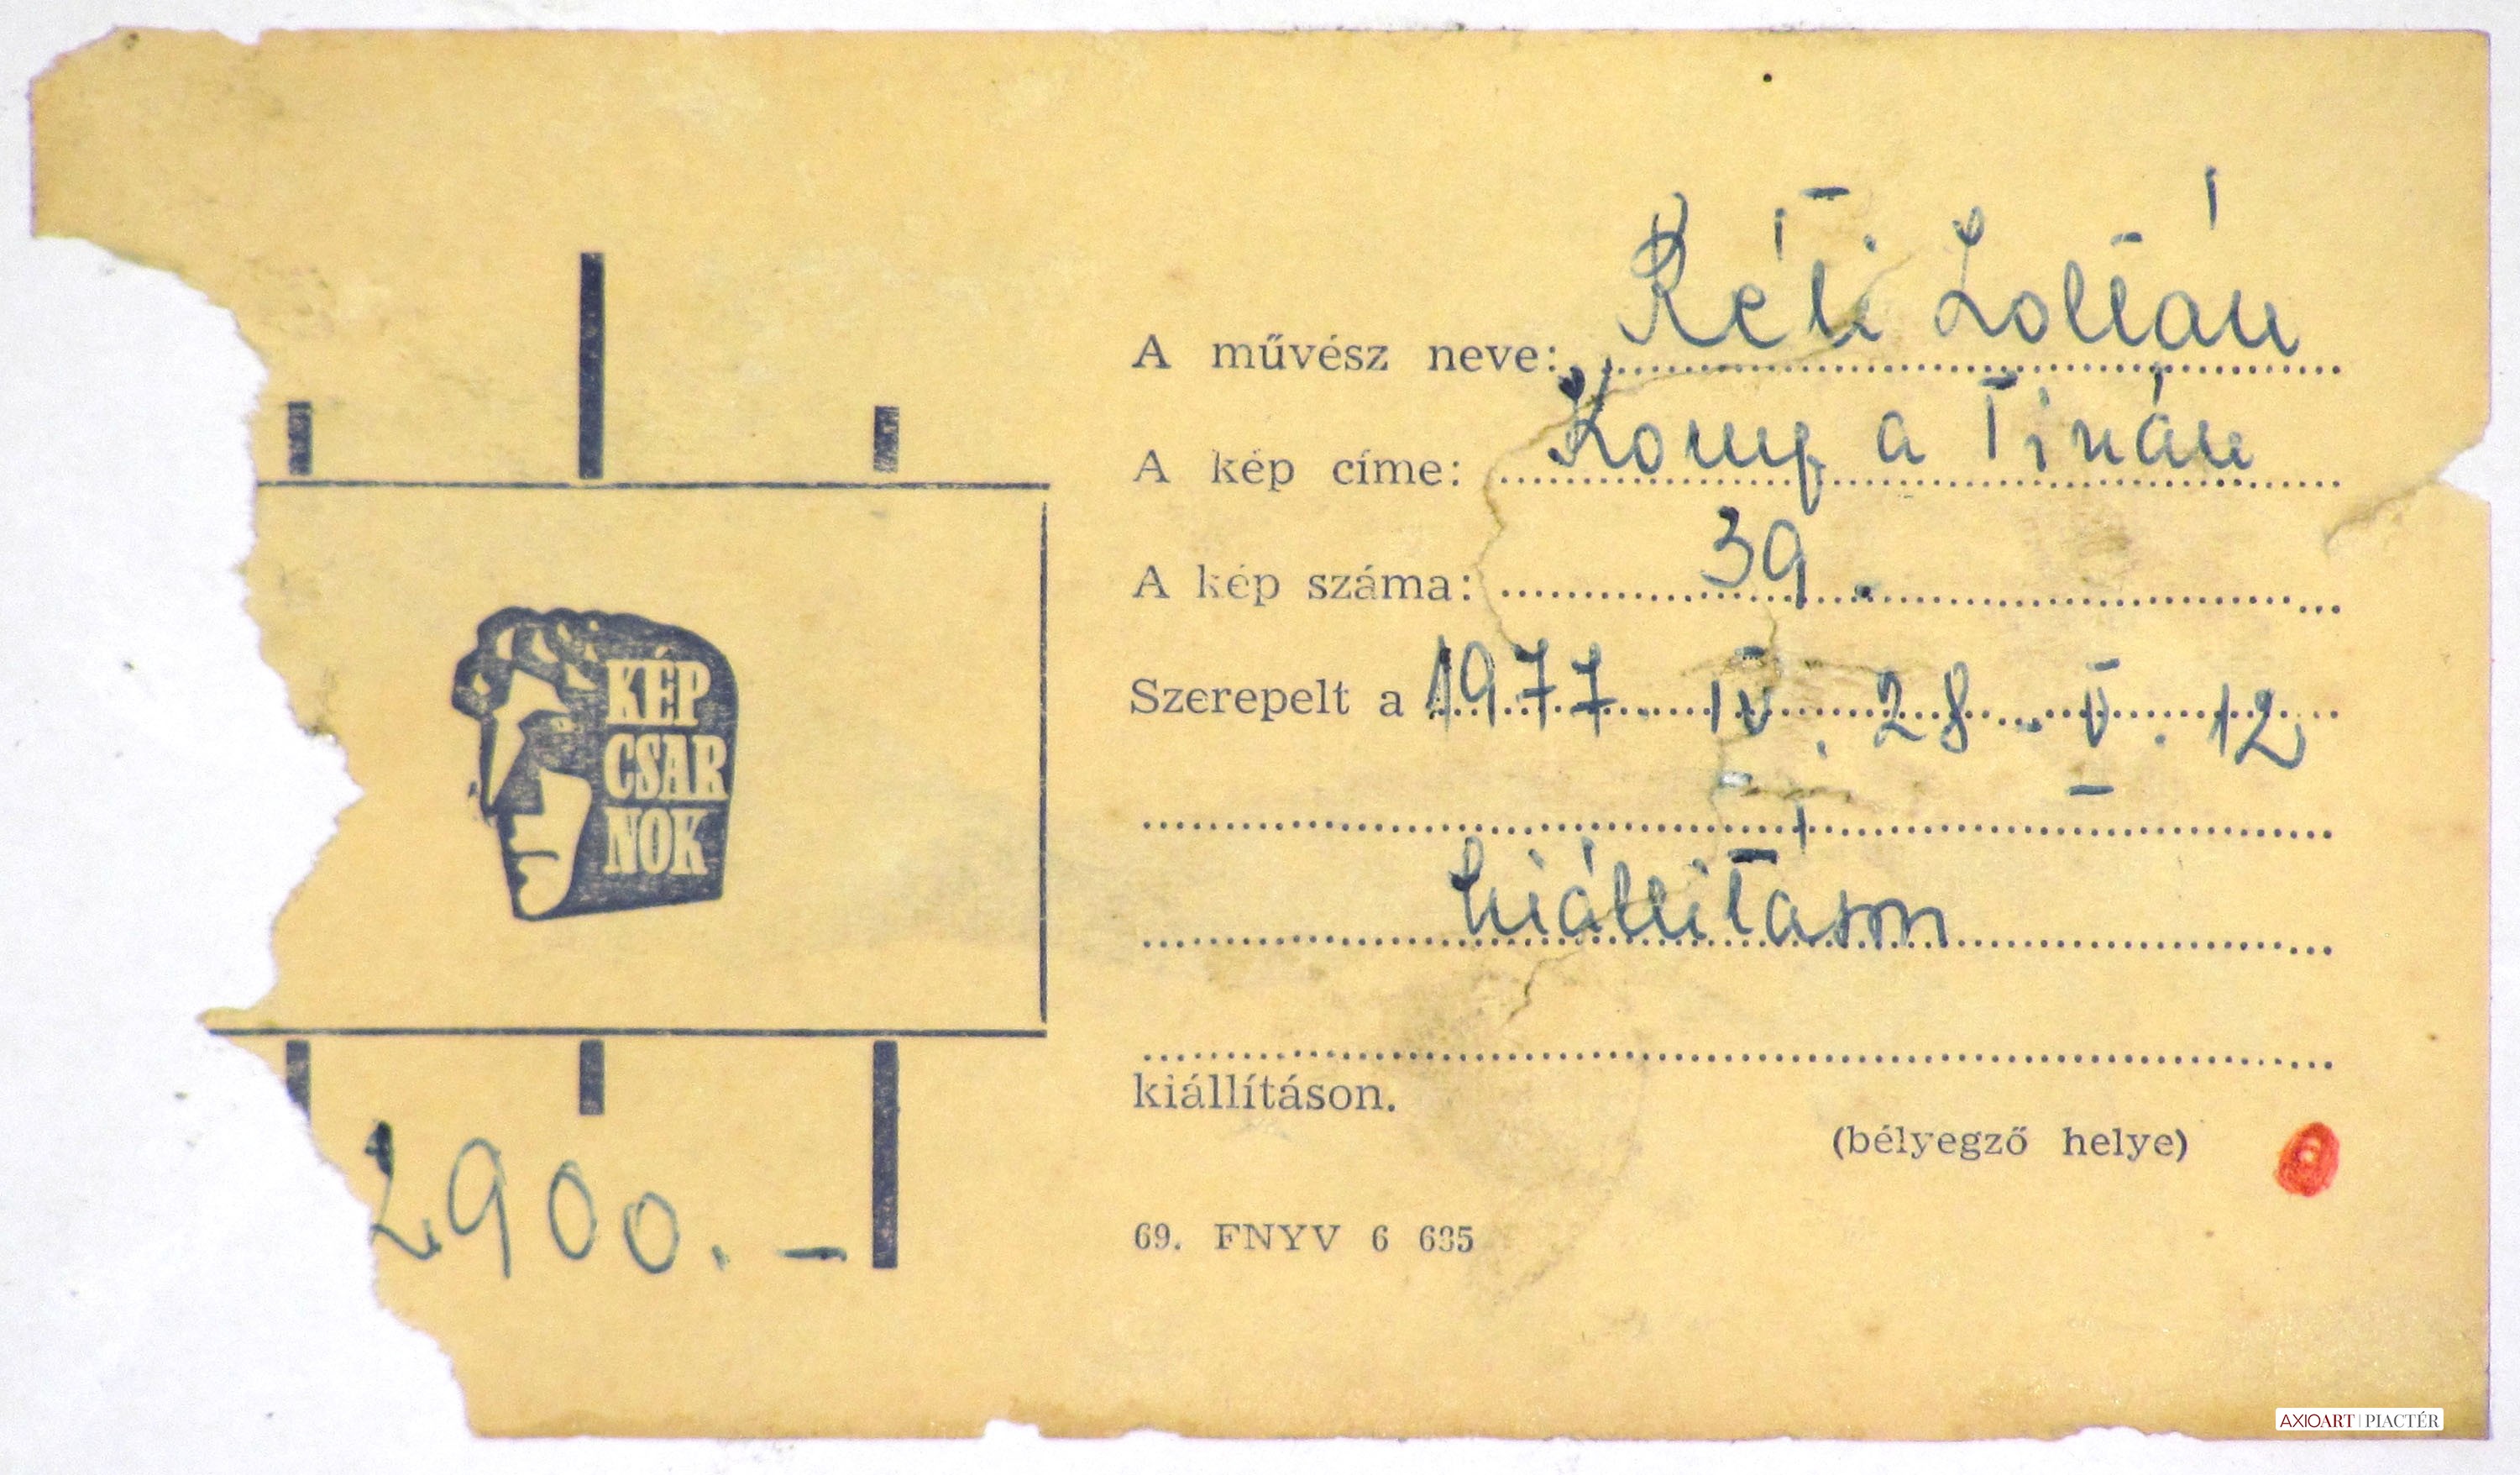 A művész neve: Réti Zoltán
A kép címe: Komp a Tiszán
A kép száma: 39.
Szerepelt a 1977. IV. 28. - V. 12
kiállításon
kiállításon.
(bélyegző helye)
69. FNYV 6 635
KÉP
CSAR
NOK
2900.-
AXIOART | PIACTÉR